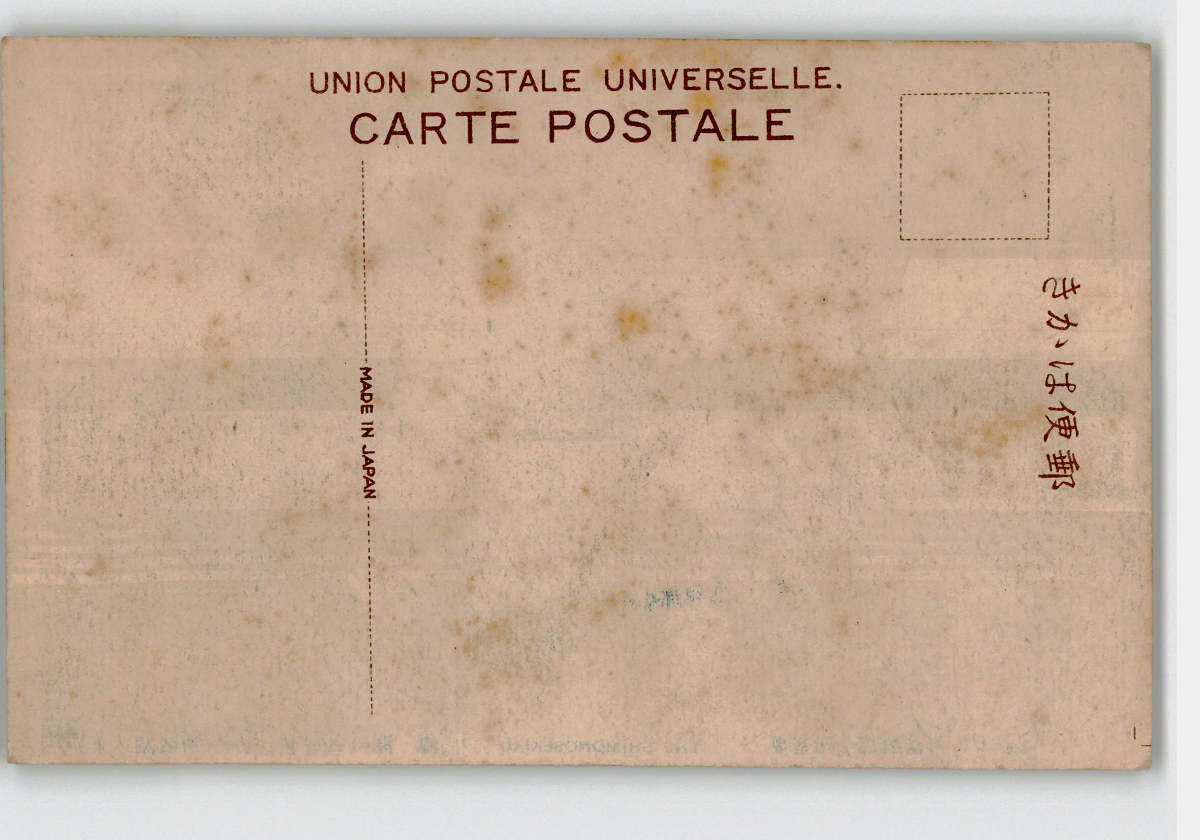 UNION POSTALE UNIVERSELLE.
CARTE POSTALE
MADE IN JAPAN
郵便はかき